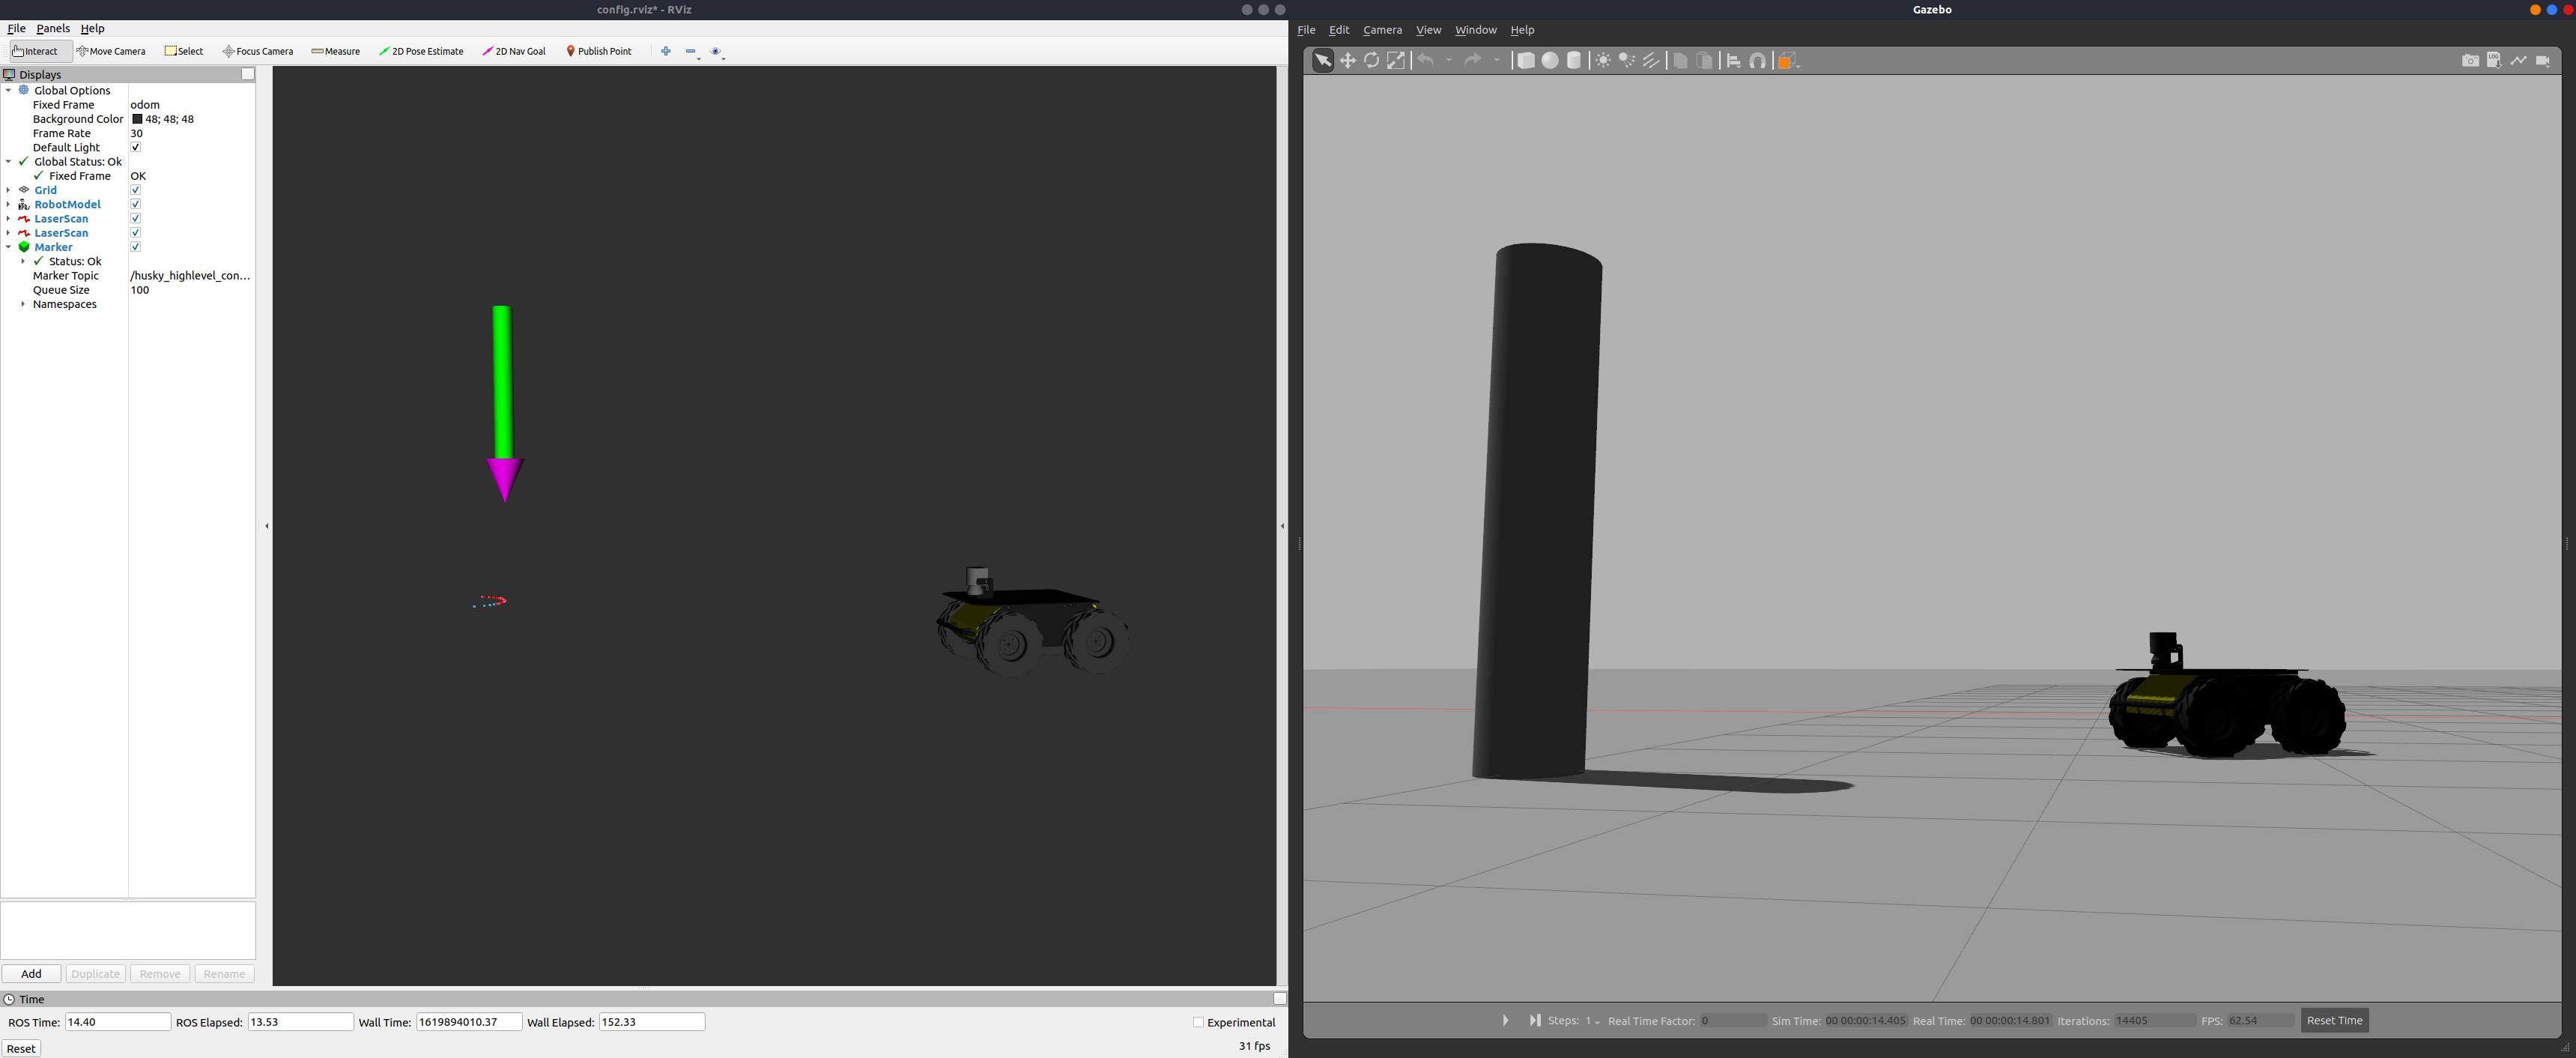 config.rviz* - RViz
File Panels Help
Interact Move Camera Select Focus Camera Measure 2D Pose Estimate 2D Nav Goal Publish Point
Displays
Global Options
Fixed Frame odom
Background Color 48; 48; 48
Frame Rate 30
Default Light
Global Status: Ok
Fixed Frame OK
Grid
RobotModel
LaserScan
LaserScan
Marker
Status: Ok
Marker Topic /husky_highlevel_con...
Queue Size 100
Namespaces
Add Duplicate Remove Rename
Time
ROS Time: 14.40 ROS Elapsed: 13.53 Wall Time: 1619894010.37 Wall Elapsed: 152.33 Experimental
Reset 31 fps
Gazebo
File Edit Camera View Window Help
LOG
Steps: 1 Real Time Factor: 0 Sim Time: 00 00:00:14.405 Real Time: 00 00:00:14.801 Iterations: 14405 FPS: 62.54 Reset Time